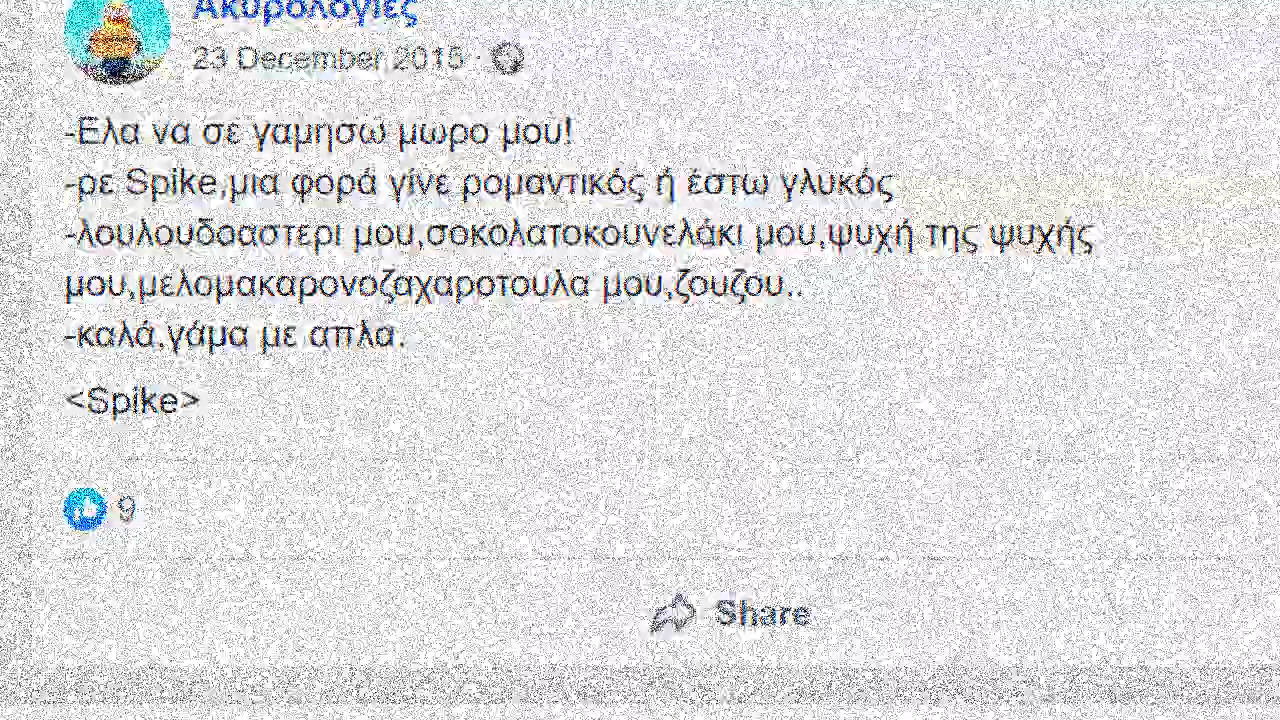 Ακυρολογίες
23 December 2015 ·
-Ελα να σε γαμησω μωρο μου!
-ρε Spike,μια φορά γίνε ρομαντικός ή έστω γλυκός
-λουλουδοαστερι μου,σοκολατοκουνελάκι μου,ψυχή της ψυχής
μου,μελομακαρονοζαχαροτουλα μου,ζουζου..
-καλά,γάμα με απλα.
<Spike>
9
Share